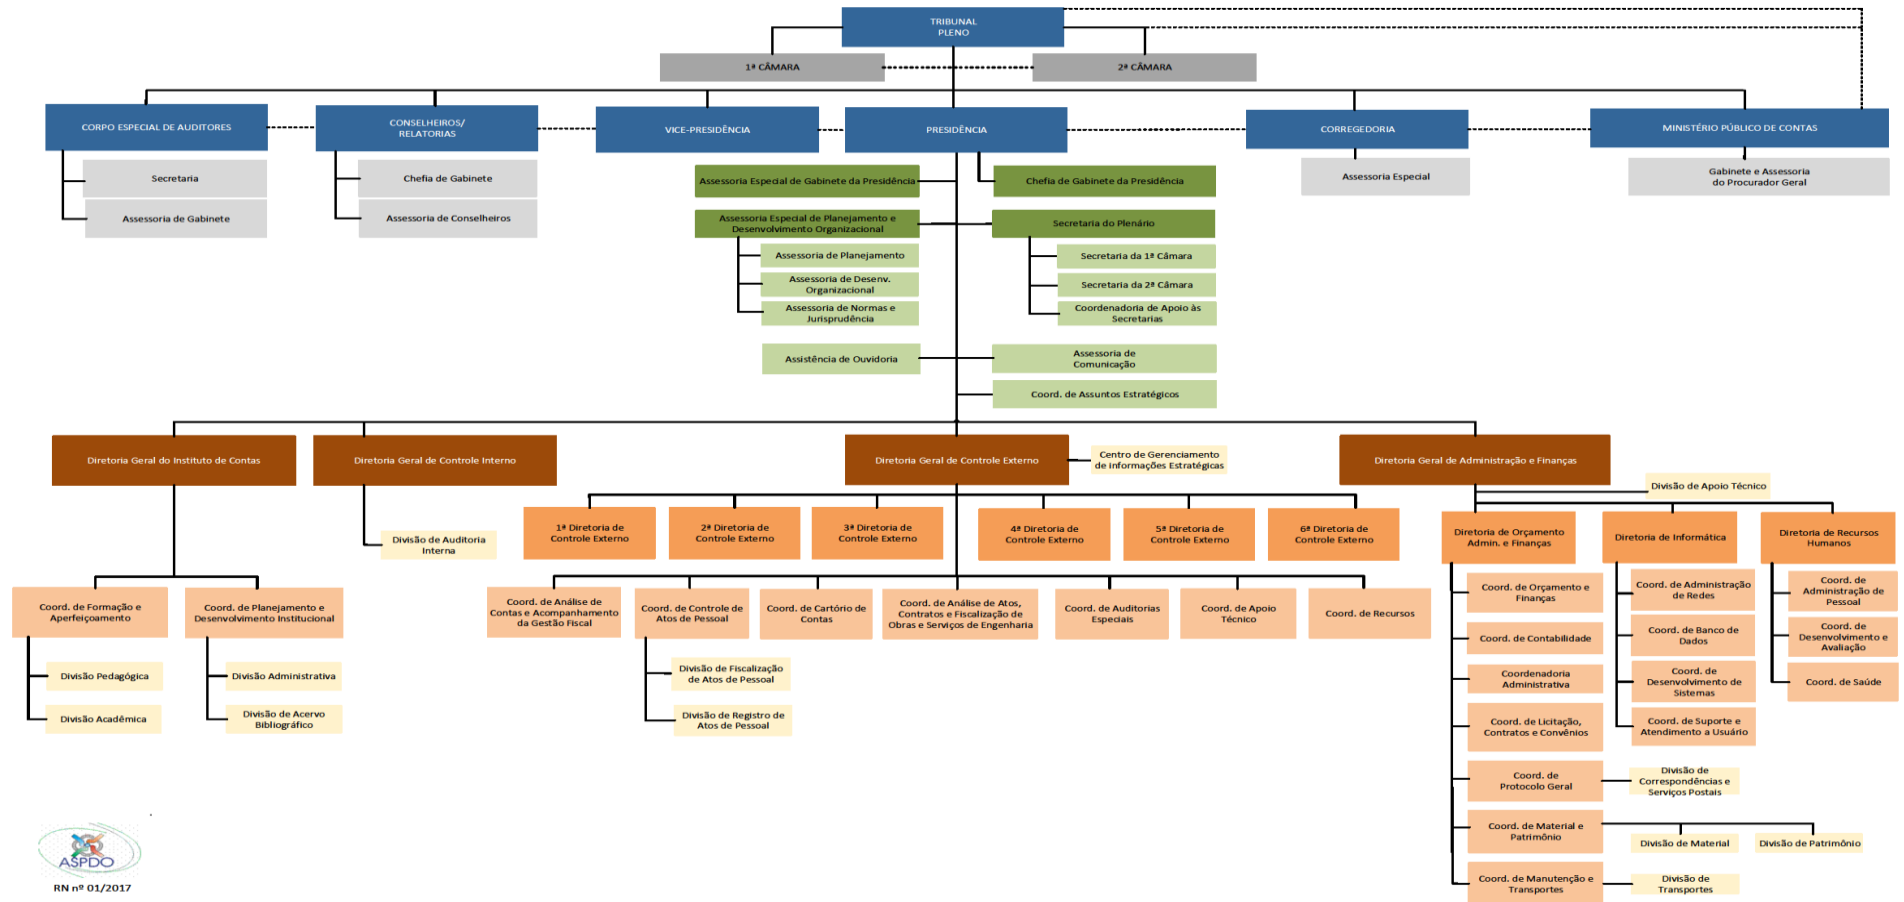 TRIBUNAL
PLENO
1ª CÂMARA
2ª CÂMARA
CORPO ESPECIAL DE AUDITORES
CONSELHEIROS/
RELATORIAS
VICE-PRESIDÊNCIA
PRESIDÊNCIA
CORREGEDORIA
MINISTÉRIO PÚBLICO DE CONTAS
Secretaria
Assessoria de Gabinete
Chefia de Gabinete
Assessoria de Conselheiros
Assessoria Especial
Gabinete e Assessoria
do Procurador Geral
Assessoria Especial de Gabinete da Presidência
Chefia de Gabinete da Presidência
Assessoria Especial de Planejamento e
Desenvolvimento Organizacional
Secretaria do Plenário
Assessoria de Planejamento
Assessoria de Desenv.
Organizacional
Assessoria de Normas e
Jurisprudência
Secretaria da 1ª Câmara
Secretaria da 2ª Câmara
Coordenadoria de Apoio às
Secretarias
Assistência de Ouvidoria
Assessoria de
Comunicação
Coord. de Assuntos Estratégicos
Diretoria Geral do Instituto de Contas
Diretoria Geral de Controle Interno
Diretoria Geral de Controle Externo
Centro de Gerenciamento
de Informações Estratégicas
Diretoria Geral de Administração e Finanças
Divisão de Apoio Técnico
Divisão de Auditoria
Interna
1ª Diretoria de
Controle Externo
2ª Diretoria de
Controle Externo
3ª Diretoria de
Controle Externo
4ª Diretoria de
Controle Externo
5ª Diretoria de
Controle Externo
6ª Diretoria de
Controle Externo
Diretoria de Orçamento
Admin. e Finanças
Diretoria de Informática
Diretoria de Recursos
Humanos
Coord. de Formação e
Aperfeiçoamento
Coord. de Planejamento e
Desenvolvimento Institucional
Divisão Pedagógica
Divisão Acadêmica
Divisão Administrativa
Divisão de Acervo
Bibliográfico
Coord. de Análise de
Contas e Acompanhamento
da Gestão Fiscal
Coord. de Controle de
Atos de Pessoal
Coord. de Cartório de
Contas
Coord. de Análise de Atos,
Contratos e Fiscalização de
Obras e Serviços de Engenharia
Coord. de Auditorias
Especiais
Coord. de Apoio
Técnico
Coord. de Recursos
Divisão de Fiscalização
de Atos de Pessoal
Divisão de Registro de
Atos de Pessoal
Coord. de Orçamento e
Finanças
Coord. de Contabilidade
Coordenadoria
Administrativa
Coord. de Licitação,
Contratos e Convênios
Coord. de
Protocolo Geral
Divisão de
Correspondências e
Serviços Postais
Coord. de Material e
Patrimônio
Divisão de Material
Divisão de Patrimônio
Coord. de Manutenção e
Transportes
Divisão de
Transportes
Coord. de Administração
de Redes
Coord. de Banco de
Dados
Coord. de
Desenvolvimento de
Sistemas
Coord. de Suporte e
Atendimento a Usuário
Coord. de
Administração de
Pessoal
Coord. de
Desenvolvimento e
Avaliação
Coord. de Saúde
ASPDO
RN nº 01/2017